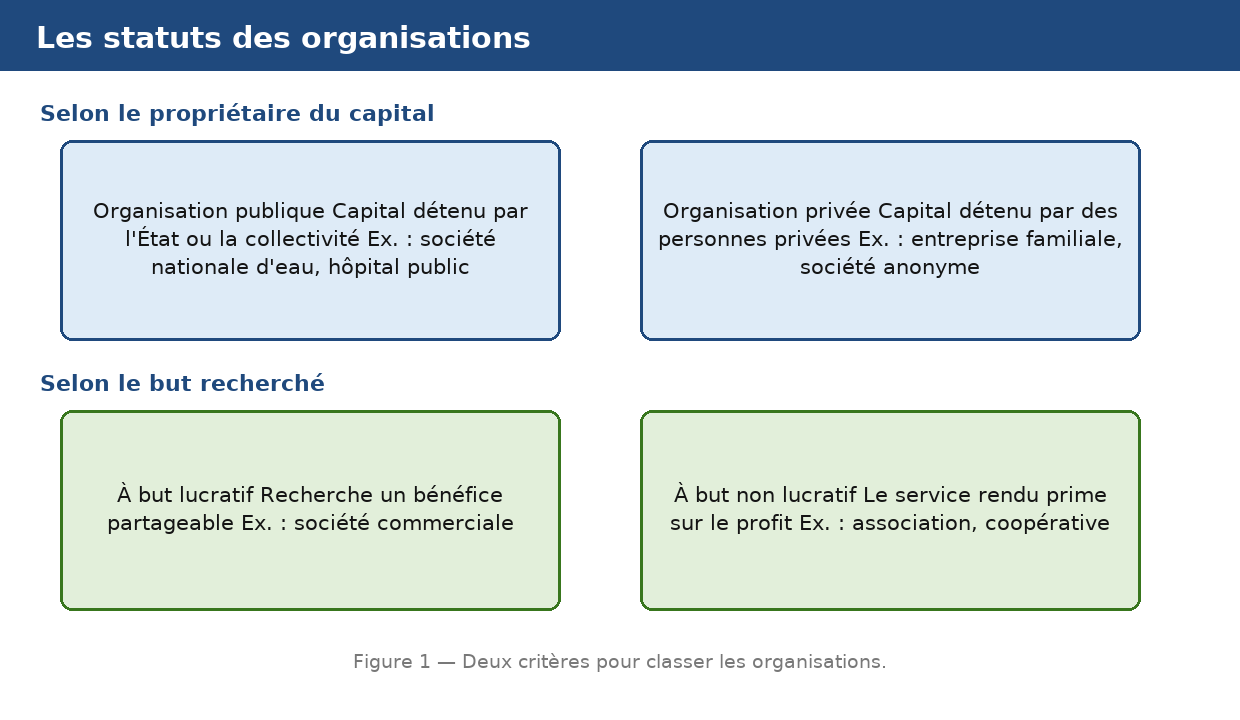 Les statuts des organisations
Selon le propriétaire du capital
Organisation publique Capital détenu par
l'État ou la collectivité Ex. : société
nationale d'eau, hôpital public
Organisation privée Capital détenu par des
personnes privées Ex. : entreprise familiale,
société anonyme
Selon le but recherché
À but lucratif Recherche un bénéfice
partageable Ex. : société commerciale
À but non lucratif Le service rendu prime
sur le profit Ex. : association, coopérative
Figure 1 — Deux critères pour classer les organisations.